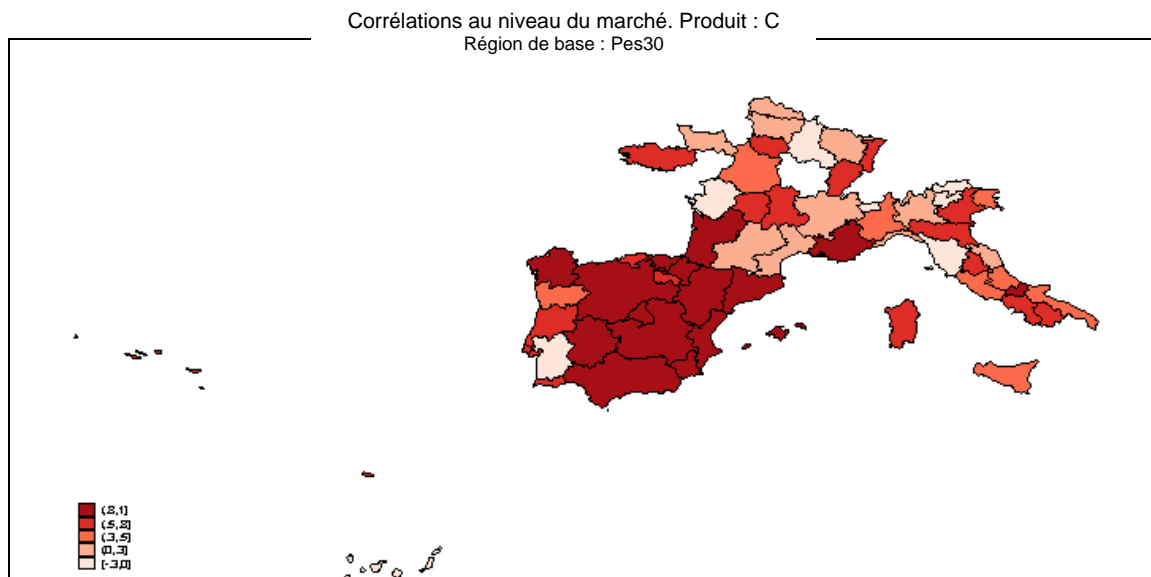 Corrélations au niveau du marché. Produit : C
Région de base : Pes30
(.8,1]
(.5,.8]
(.3,.5]
(0,.3]
[-.3,0]